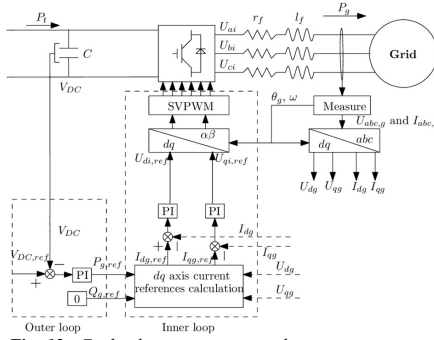 P_t
P_g
U_ai
r_f
l_f
C
U_bi
Grid
U_ci
V_DC
θ_g, ω
Measure
SVPWM
U_abc,g and I_abc,
αβ
dq
dq
abc
U_di,ref
U_qi,ref
U_dg
U_qg
I_dg
I_qg
PI
PI
V_DC
I_dg
V_DC,ref
I_dg,ref
I_qg,ref
I_qg
P_g,ref
U_dg
PI
dq axis current
references calculation
0
Q_g,ref
U_qg
Outer loop
Inner loop